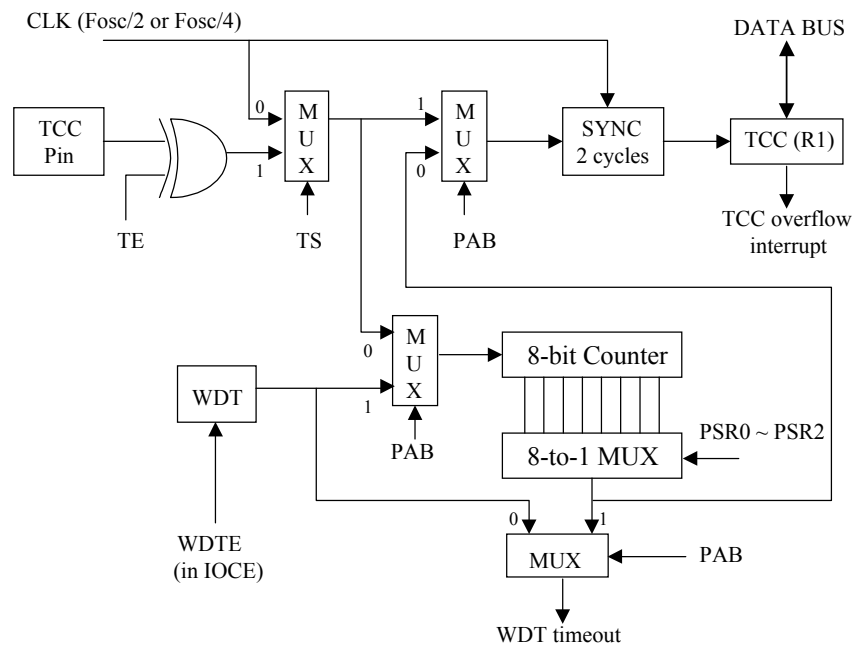 CLK (Fosc/2 or Fosc/4)
DATA BUS
0
1
M
U
X
1
0
M
U
X
TCC
Pin
SYNC
2 cycles
TCC (R1)
TE
TS
PAB
TCC overflow
interrupt
0
1
M
U
X
8-bit Counter
WDT
PAB
PSR0 ~ PSR2
8-to-1 MUX
0
1
WDTE
(in IOCE)
MUX
PAB
WDT timeout